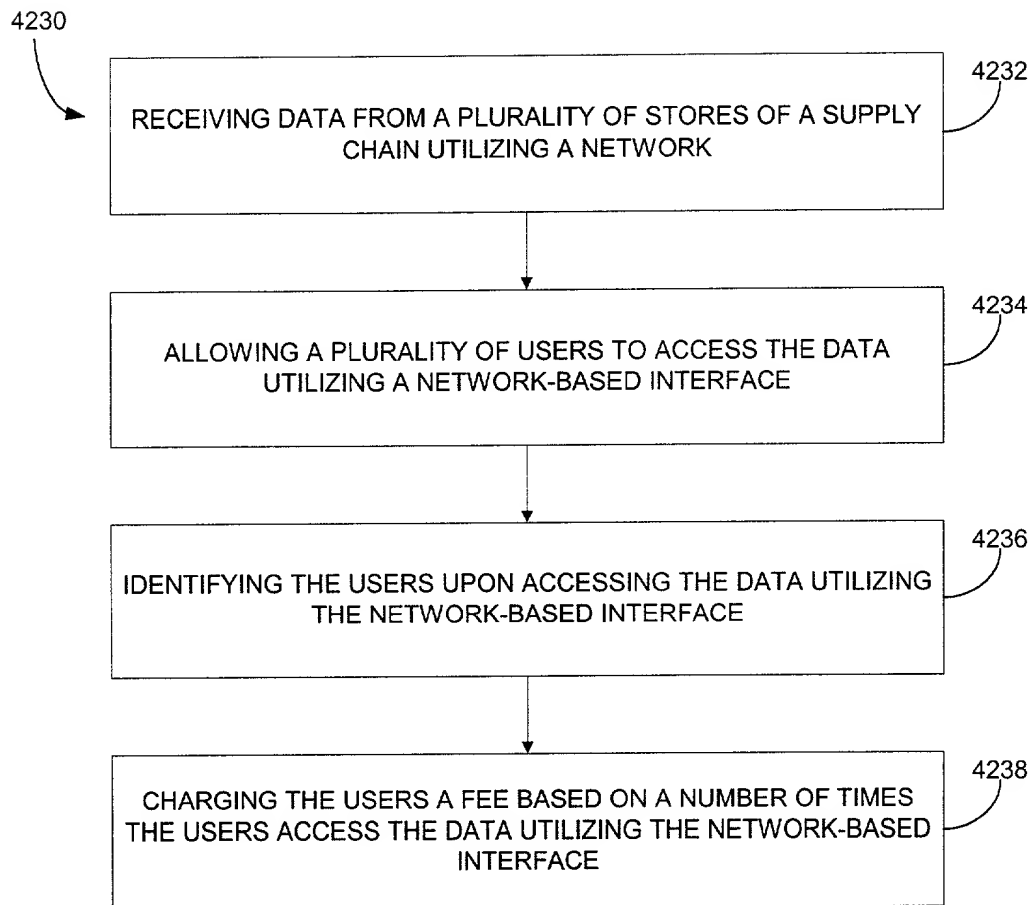 4230
4232
RECEIVING DATA FROM A PLURALITY OF STORES OF A SUPPLY
CHAIN UTILIZING A NETWORK
4234
ALLOWING A PLURALITY OF USERS TO ACCESS THE DATA
UTILIZING A NETWORK-BASED INTERFACE
4236
IDENTIFYING THE USERS UPON ACCESSING THE DATA UTILIZING
THE NETWORK-BASED INTERFACE
4238
CHARGING THE USERS A FEE BASED ON A NUMBER OF TIMES
THE USERS ACCESS THE DATA UTILIZING THE NETWORK-BASED
INTERFACE